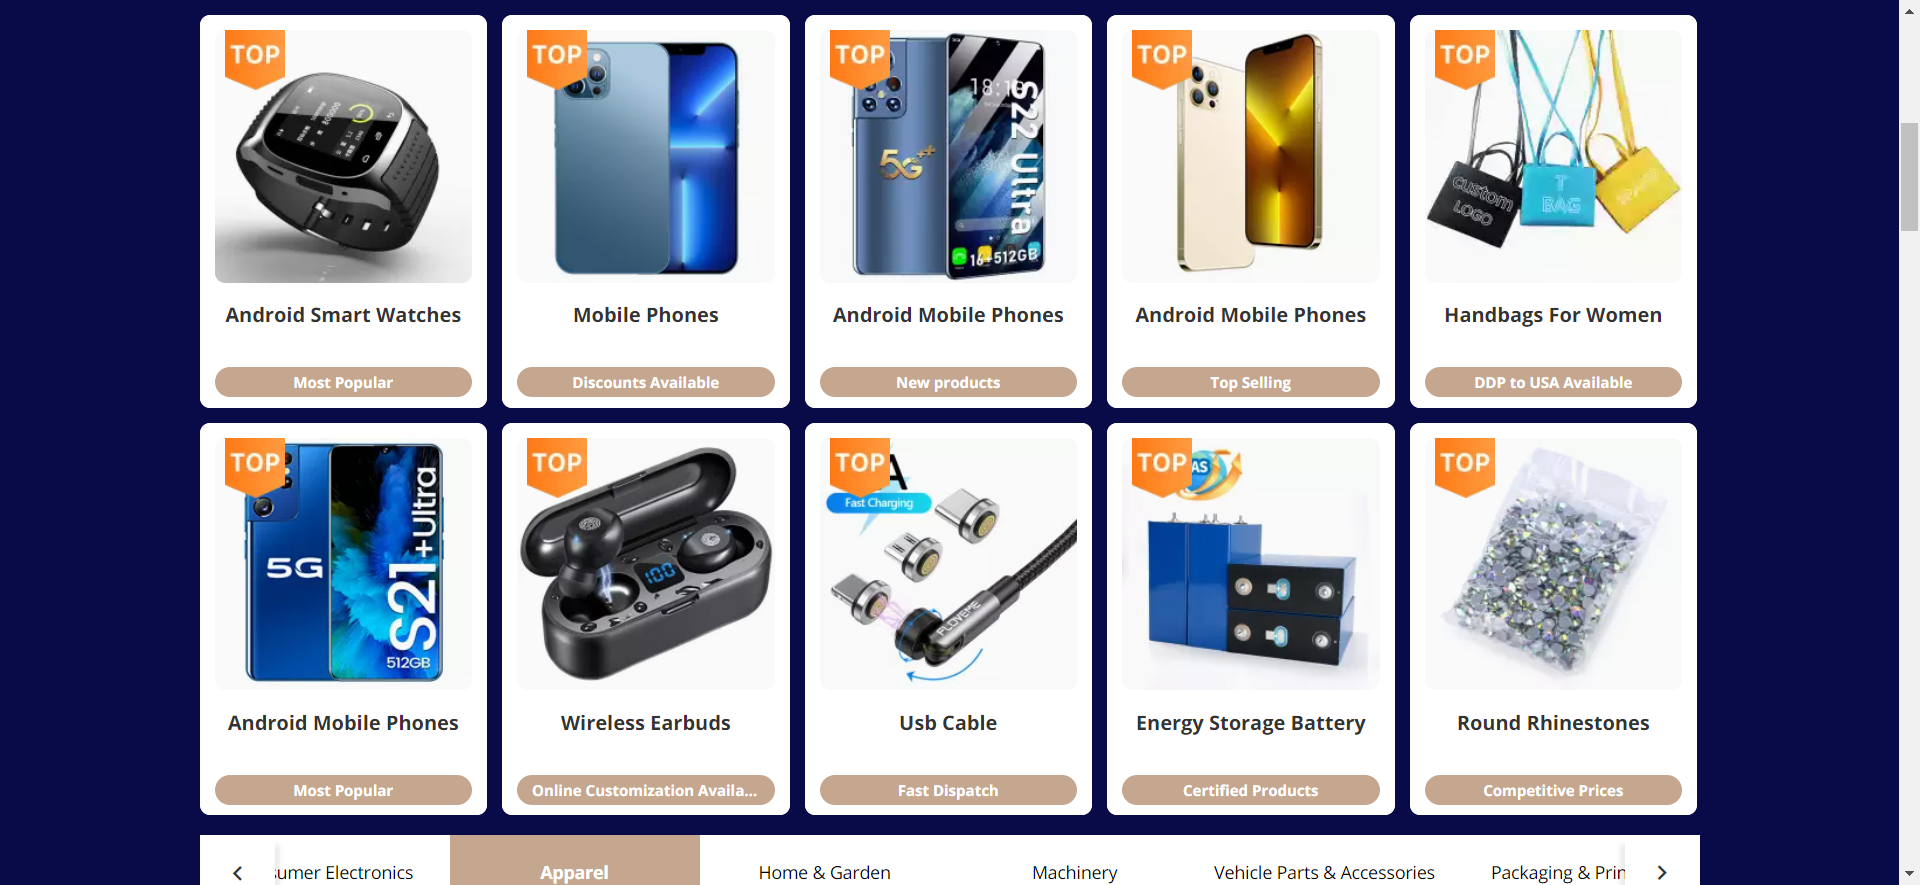 TOP
TOP
TOP
TOP
TOP
18:1
S22 Ultra
5G++
16+512GB
custom
LOGO
T
BAG
Android Smart Watches
Mobile Phones
Android Mobile Phones
Android Mobile Phones
Handbags For Women
Most Popular
Discounts Available
New products
Top Selling
DDP to USA Available
TOP
TOP
TOP
TOP
TOP
5G
S21+Ultra
512GB
100
A
Fast Charging
FLOVEME
AS
Android Mobile Phones
Wireless Earbuds
Usb Cable
Energy Storage Battery
Round Rhinestones
Most Popular
Online Customization Availa...
Fast Dispatch
Certified Products
Competitive Prices
sumer Electronics
Apparel
Home & Garden
Machinery
Vehicle Parts & Accessories
Packaging & Prin